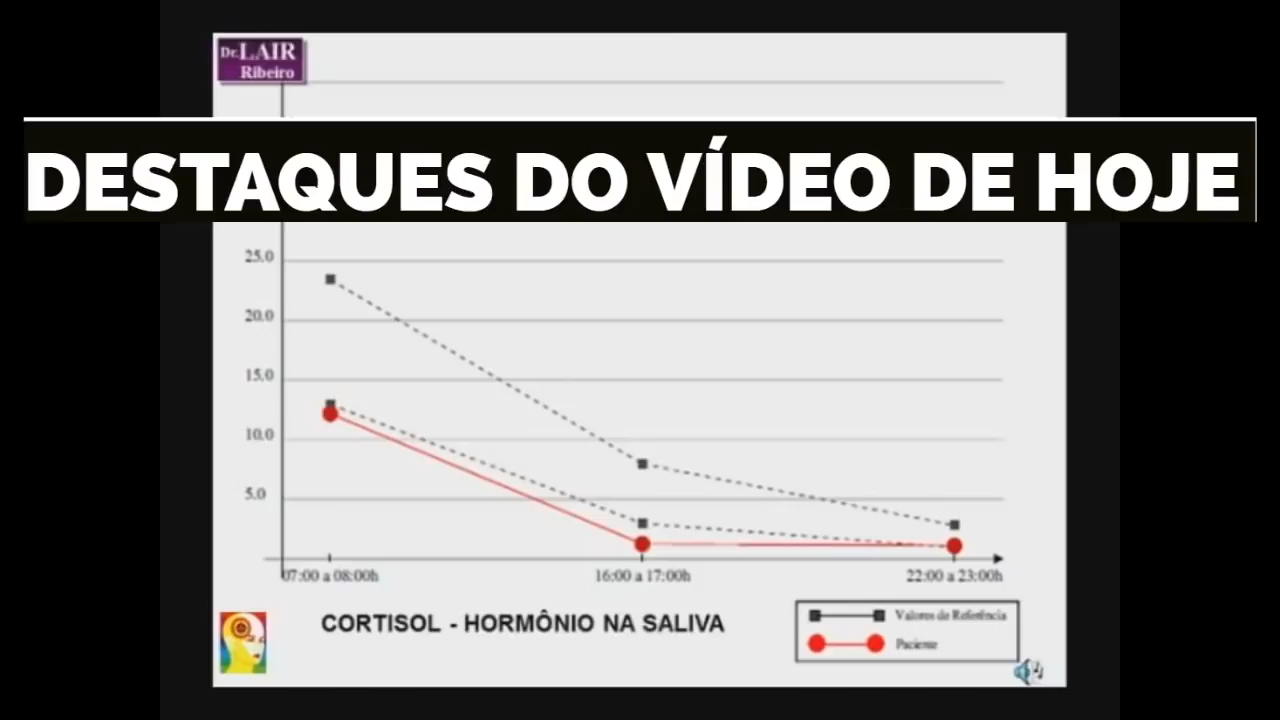 Dr. LAIR
Ribeiro
DESTAQUES DO VÍDEO DE HOJE
25.0
20.0
15.0
10.0
5.0
07:00 a 08:00h
16:00 a 17:00h
22:00 a 23:00h
CORTISOL - HORMÔNIO NA SALIVA
Valores de Referência
Paciente